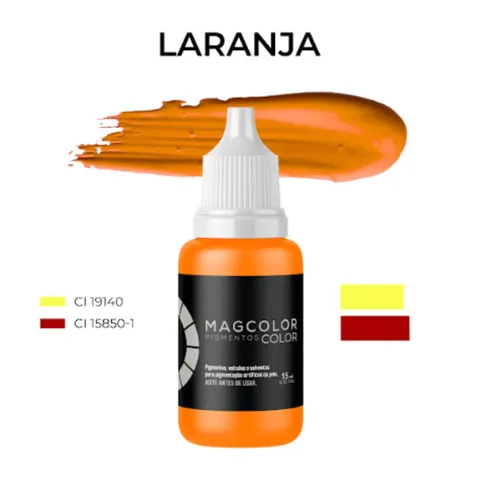 LARANJA
CI 19140
CI 15850-1
MAGCOLOR
PIGMENTOS COLOR
Pigmentos, veículos e solventes
para pigmentação artificial da pele.
AGITE ANTES DE USAR.
15